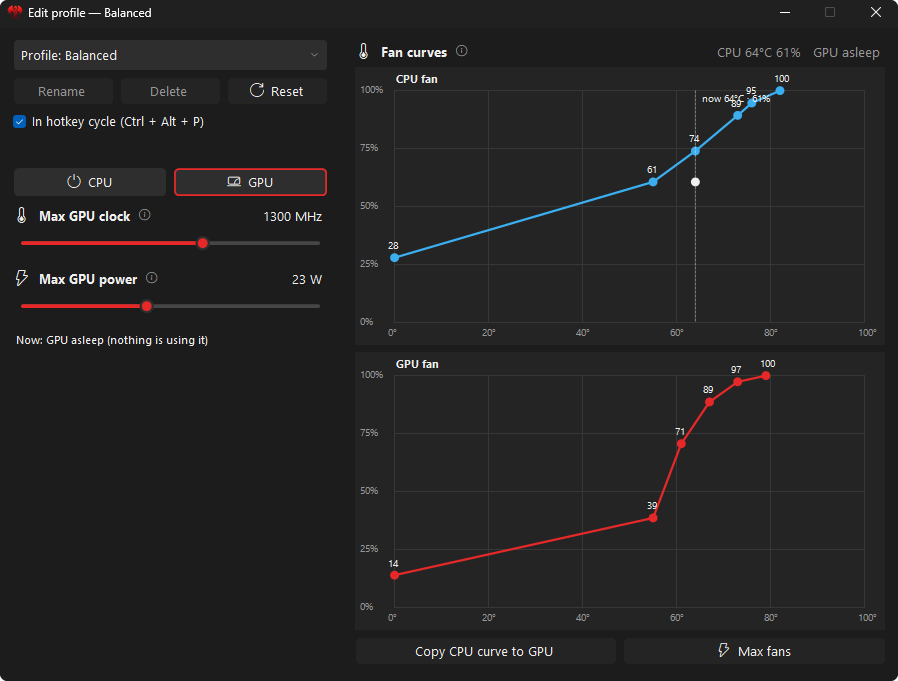 Edit profile — Balanced
Profile: Balanced
Rename
Delete
Reset
In hotkey cycle (Ctrl + Alt + P)
CPU
GPU
Max GPU clock
1300 MHz
Max GPU power
23 W
Now: GPU asleep (nothing is using it)
Fan curves
CPU 64°C 61%
GPU asleep
CPU fan
100%
75%
50%
25%
0%
28
61
74
now 64°C · 61%
89
95
100
0°
20°
40°
60°
80°
100°
GPU fan
100%
75%
50%
25%
0%
14
39
71
89
97
100
0°
20°
40°
60°
80°
100°
Copy CPU curve to GPU
Max fans